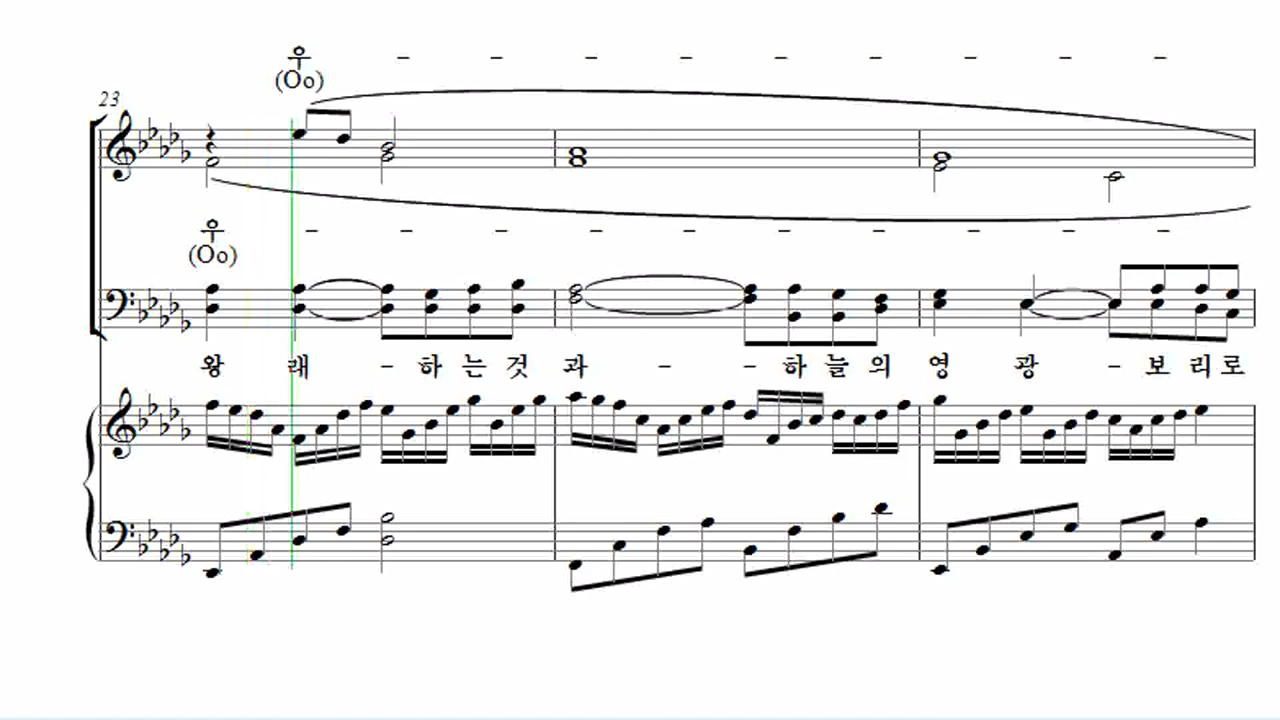 우 - - - - - - - - -
(Oo)
23
우 - - - - - - - - - -
(Oo)
왕 래 - 하 는 것 과 - - 하 늘 의 영 광 - 보 리 로